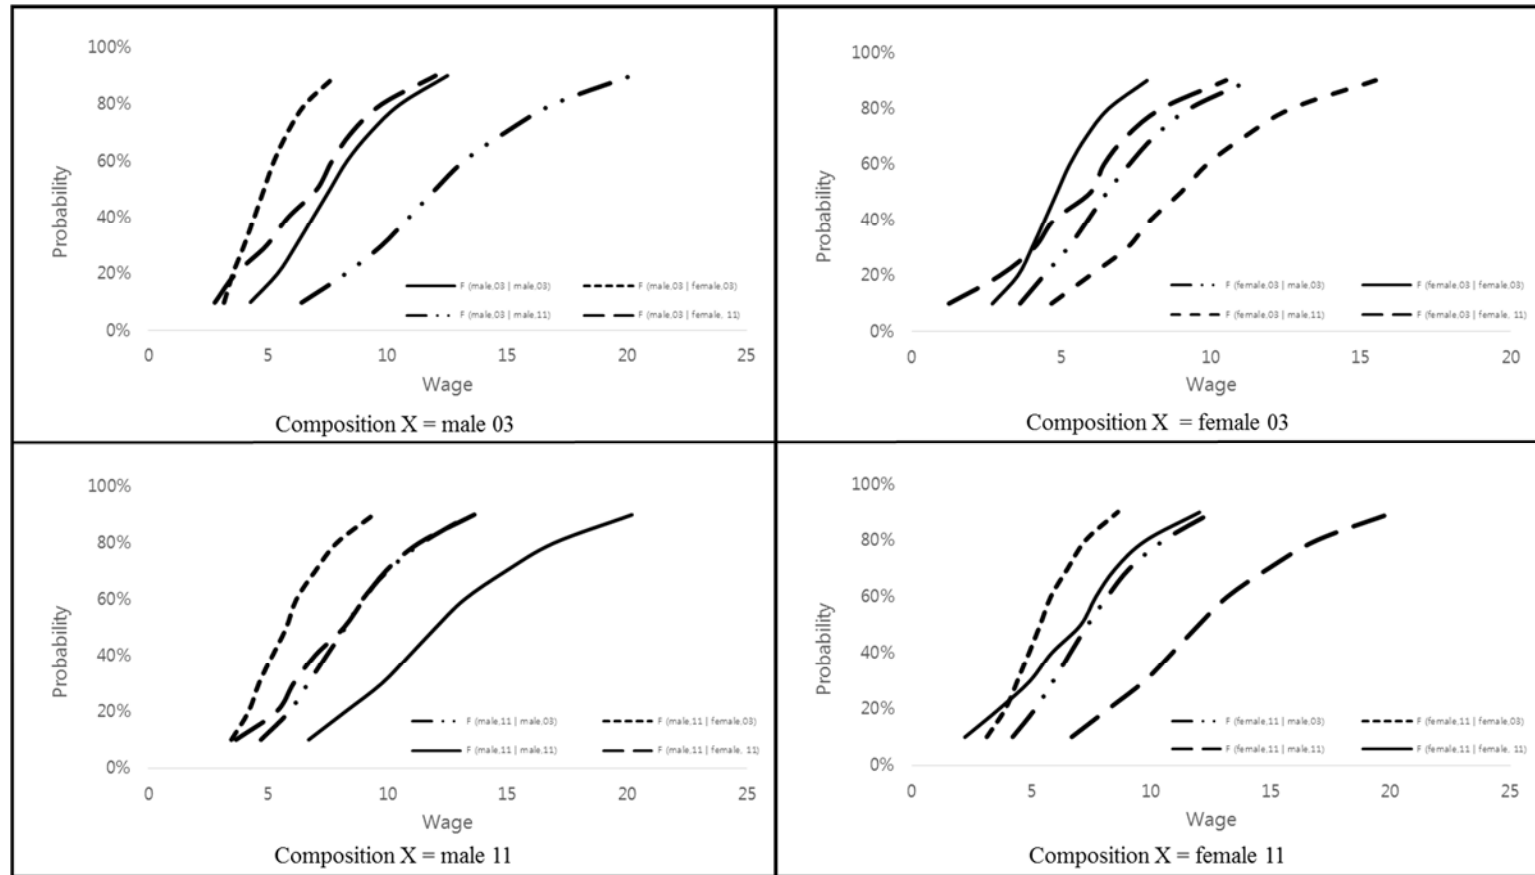 100%
80%
60%
40%
20%
0%
Probability
0 5 10 15 20 25
Wage
F (male,03 | male,03) F (male,03 | female,03)
F (male,03 | male,11) F (male,03 | female, 11)
Composition X = male 03
100%
80%
60%
40%
20%
0%
Probability
0 5 10 15 20
Wage
F (female,03 | male,03) F (female,03 | female,03)
F (female,03 | male,11) F (female,03 | female, 11)
Composition X = female 03
100%
80%
60%
40%
20%
0%
Probability
0 5 10 15 20 25
Wage
F (male,11 | male,03) F (male,11 | female,03)
F (male,11 | male,11) F (male,11 | female, 11)
Composition X = male 11
100%
80%
60%
40%
20%
0%
Probability
0 5 10 15 20 25
Wage
F (female,11 | male,03) F (female,11 | female,03)
F (female,11 | male,11) F (female,11 | female, 11)
Composition X = female 11